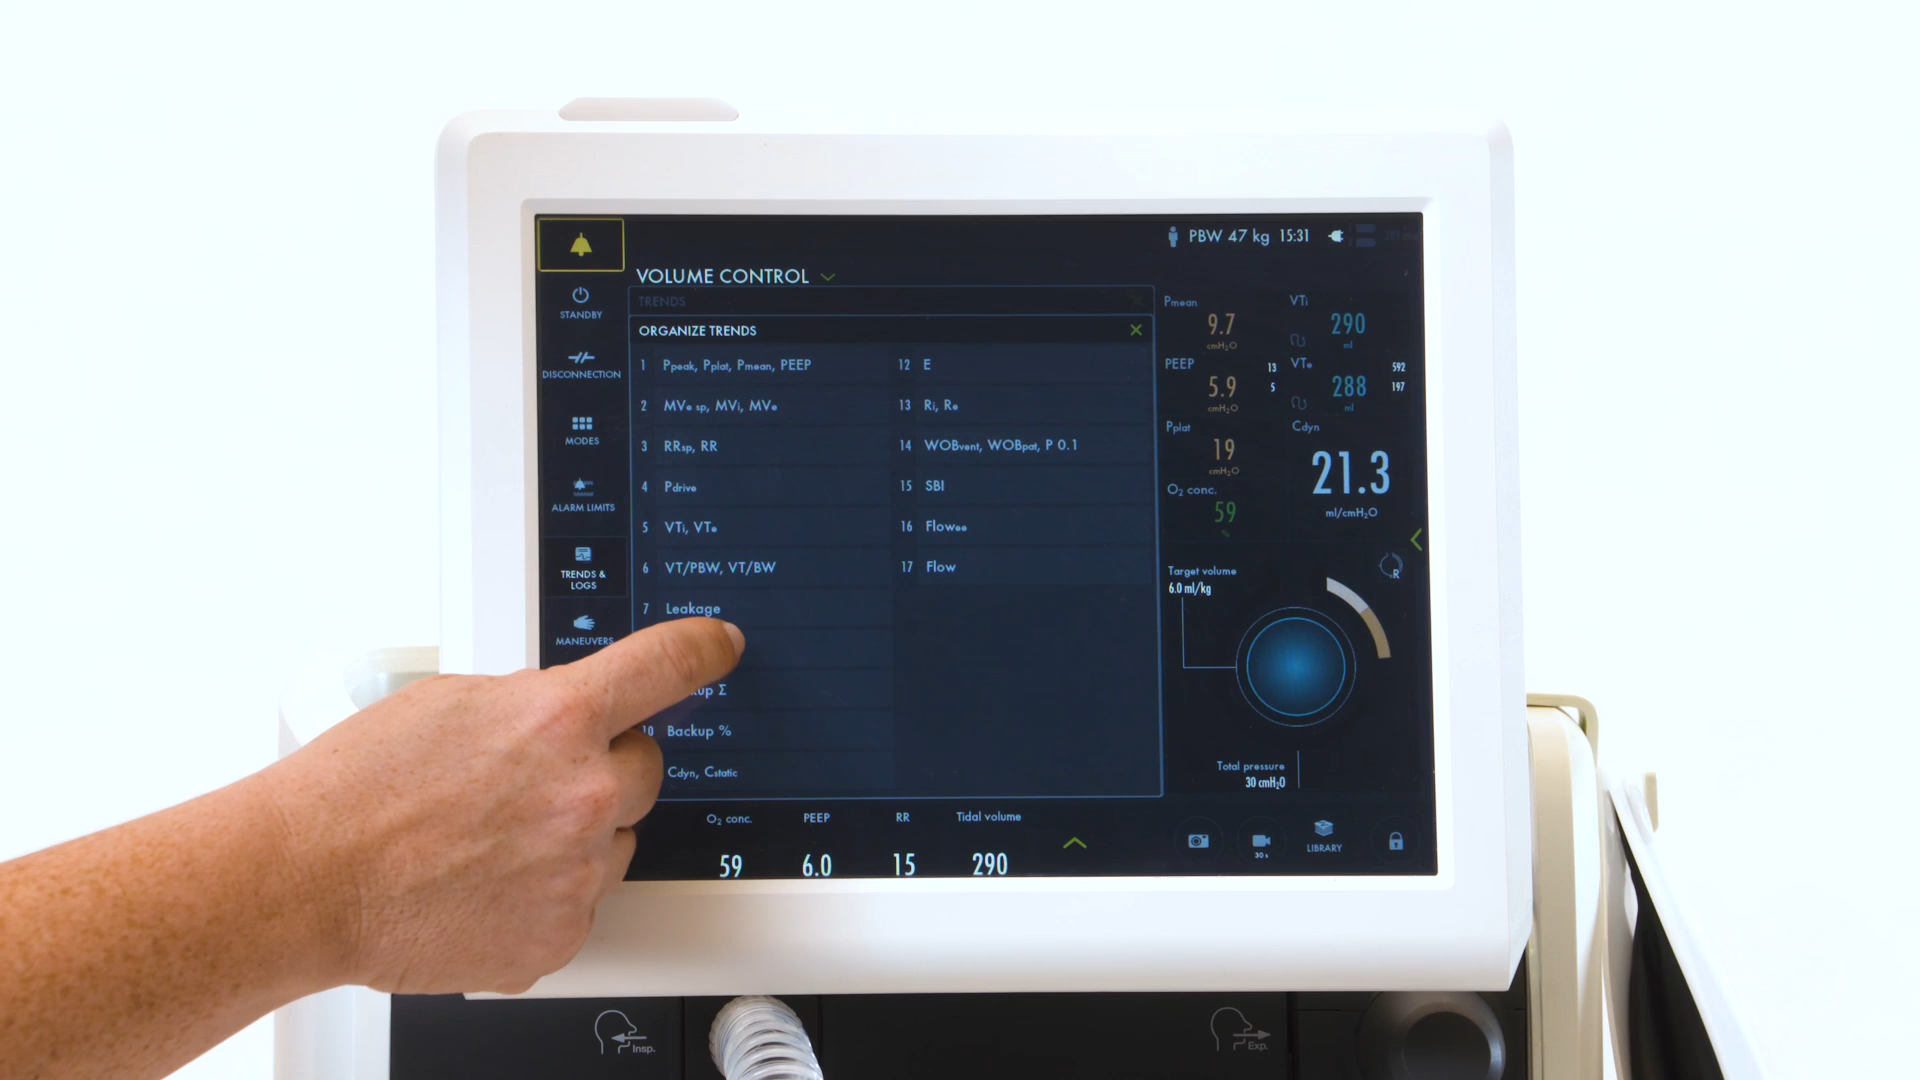 PBW 47 kg 15:31
STANDBY
DISCONNECTION
MODES
ALARM LIMITS
TRENDS &
LOGS
MANEUVERS
VOLUME CONTROL
TRENDS
ORGANIZE TRENDS
1 Ppeak, Pplat, Pmean, PEEP
2 MVe sp, MVi, MVe
3 RRsp, RR
4 Pdrive
5 VTi, VTe
6 VT/PBW, VT/BW
7 Leakage
Σ
10 Backup %
Cdyn, Cstatic
12 E
13 Ri, Re
14 WOBvent, WOBpat, P 0.1
15 SBI
16 Flowee
17 Flow
Pmean
9.7
cmH2O
VTi
290
ml
PEEP
5.9
cmH2O
13
5
VTe
288
ml
592
197
Pplat
19
cmH2O
Cdyn
21.3
ml/cmH2O
O2 conc.
59
%
Target volume
6.0 ml/kg
R
Total pressure
30 cmH2O
O2 conc. PEEP RR Tidal volume
59 6.0 15 290
30 s
LIBRARY
Insp.
Exp.